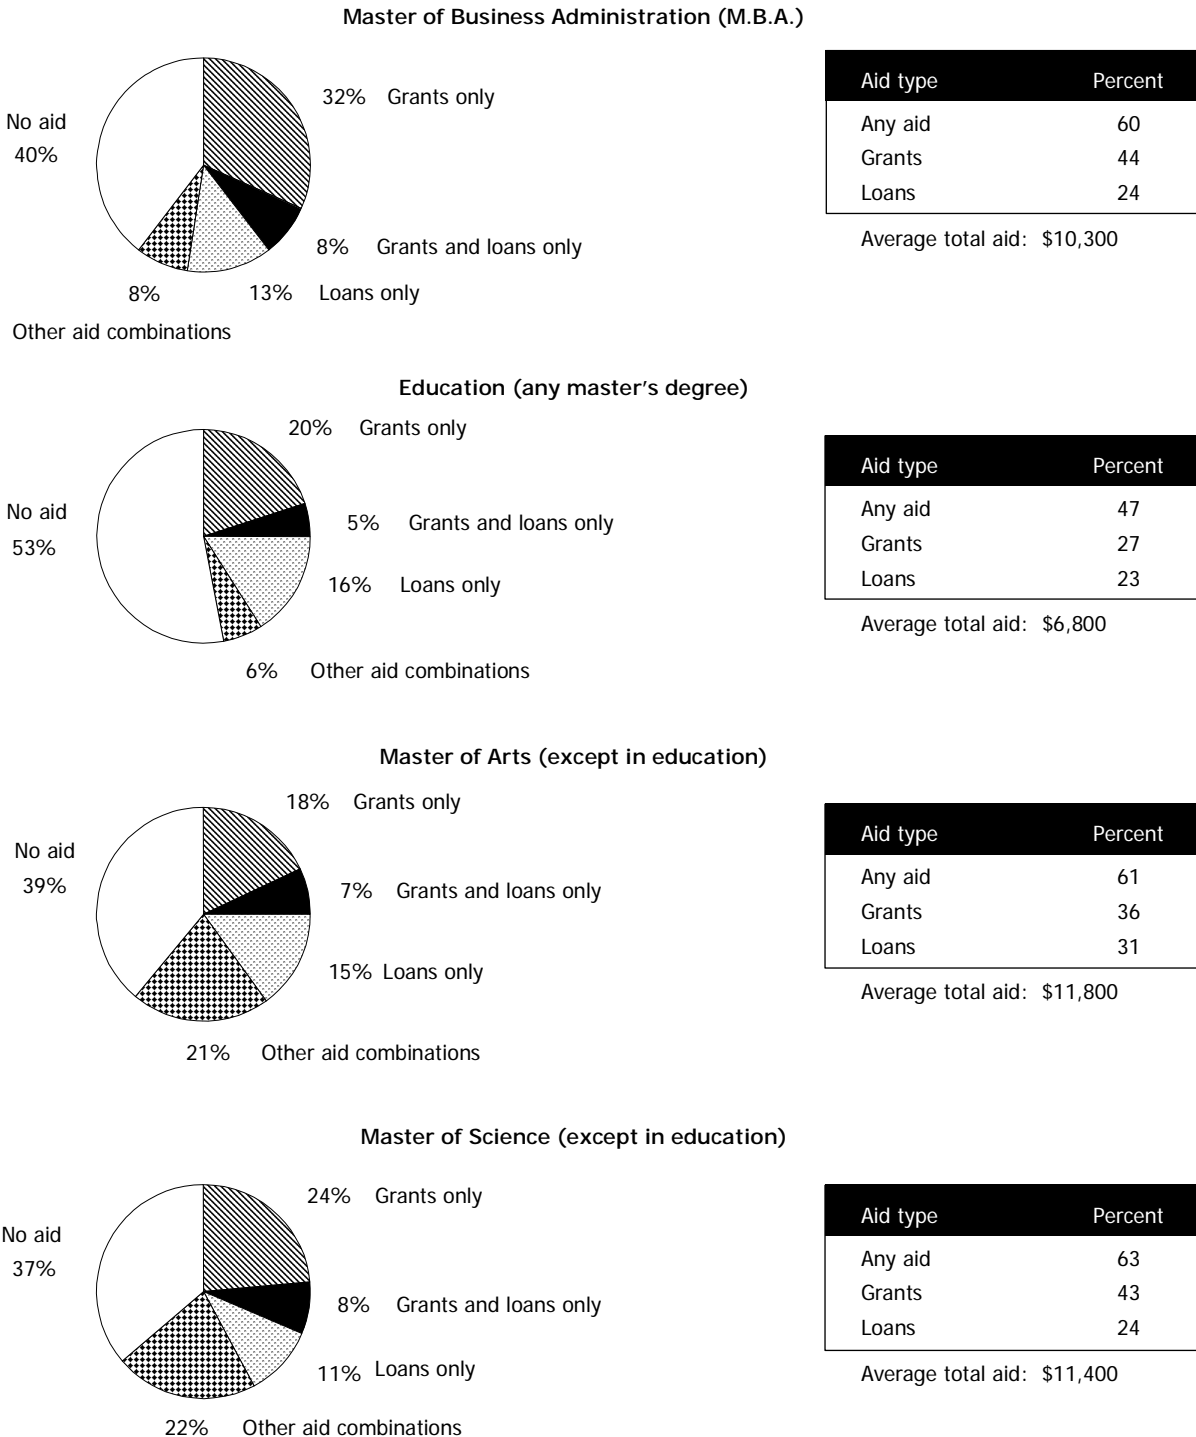 Master of Business Administration (M.B.A.)
32% Grants only
No aid
40%
8% Grants and loans only
8%
13% Loans only
Other aid combinations
Aid type Percent
Any aid 60
Grants 44
Loans 24
Average total aid: $10,300
Education (any master's degree)
20% Grants only
No aid
53%
5% Grants and loans only
16% Loans only
6% Other aid combinations
Aid type Percent
Any aid 47
Grants 27
Loans 23
Average total aid: $6,800
Master of Arts (except in education)
18% Grants only
No aid
39%
7% Grants and loans only
15% Loans only
21% Other aid combinations
Aid type Percent
Any aid 61
Grants 36
Loans 31
Average total aid: $11,800
Master of Science (except in education)
24% Grants only
No aid
37%
8% Grants and loans only
11% Loans only
22% Other aid combinations
Aid type Percent
Any aid 63
Grants 43
Loans 24
Average total aid: $11,400